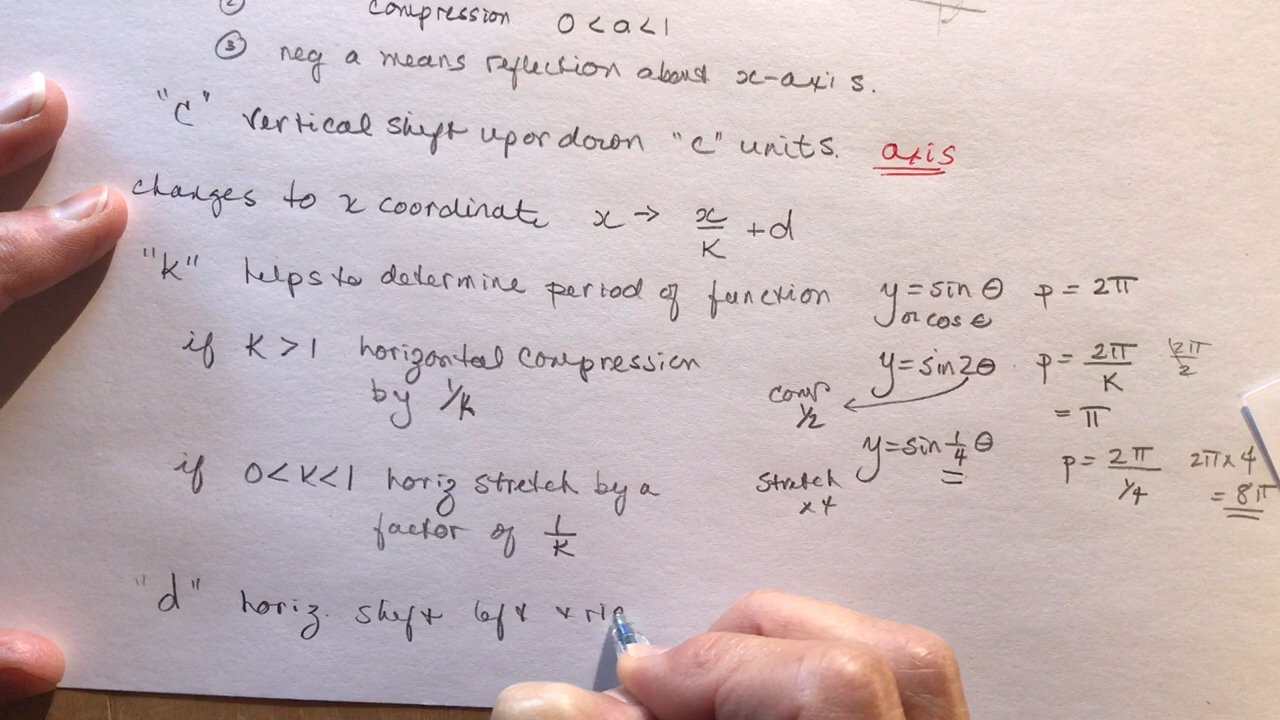 ② compression 0 < a < 1
③ neg a means reflection about x-axis.
"C" vertical shift up or down "c" units. axis
changes to x coordinate x → x/K + d
"K" helps to determine period of function y = sin θ p = 2π
or cos θ
if K > 1 horizontal compression y = sin 2θ p = 2π/K 2π/2
by 1/k comp 1/2 = π
if 0 < K < 1 horiz stretch by a stretch x 4 y = sin 1/4 θ p = 2π/1/4 2π x 4
factor of 1/K = 8π
"d" horiz. shift left & rig